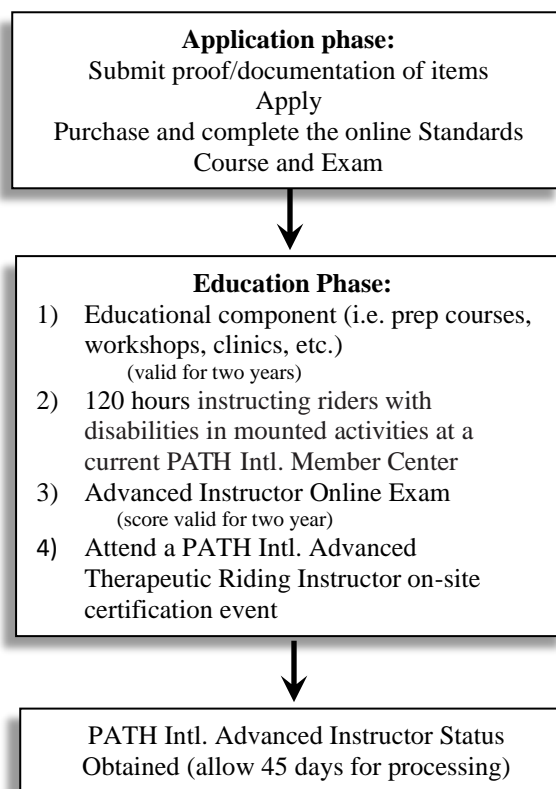 Application phase:
Submit proof/documentation of items
Apply
Purchase and complete the online Standards
Course and Exam
Education Phase:
1) Educational component (i.e. prep courses,
workshops, clinics, etc.)
(valid for two years)
2) 120 hours instructing riders with
disabilities in mounted activities at a
current PATH Intl. Member Center
3) Advanced Instructor Online Exam
(score valid for two year)
4) Attend a PATH Intl. Advanced
Therapeutic Riding Instructor on-site
certification event
PATH Intl. Advanced Instructor Status
Obtained (allow 45 days for processing)